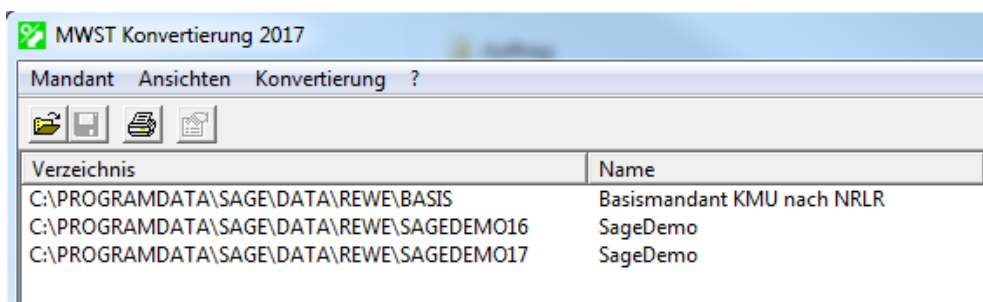 MWST Konvertierung 2017
Mandant Ansichten Konvertierung ?
Verzeichnis Name
C:\PROGRAMDATA\SAGE\DATA\REWE\BASIS Basismandant KMU nach NRLR
C:\PROGRAMDATA\SAGE\DATA\REWE\SAGEDEMO16 SageDemo
C:\PROGRAMDATA\SAGE\DATA\REWE\SAGEDEMO17 SageDemo